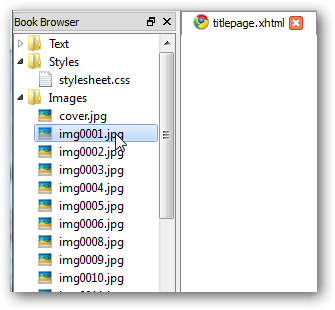 Book Browser
titlepage.xhtml
Text
Styles
stylesheet.css
Images
cover.jpg
img0001.jpg
img0002.jpg
img0003.jpg
img0004.jpg
img0005.jpg
img0006.jpg
img0008.jpg
img0009.jpg
img0010.jpg